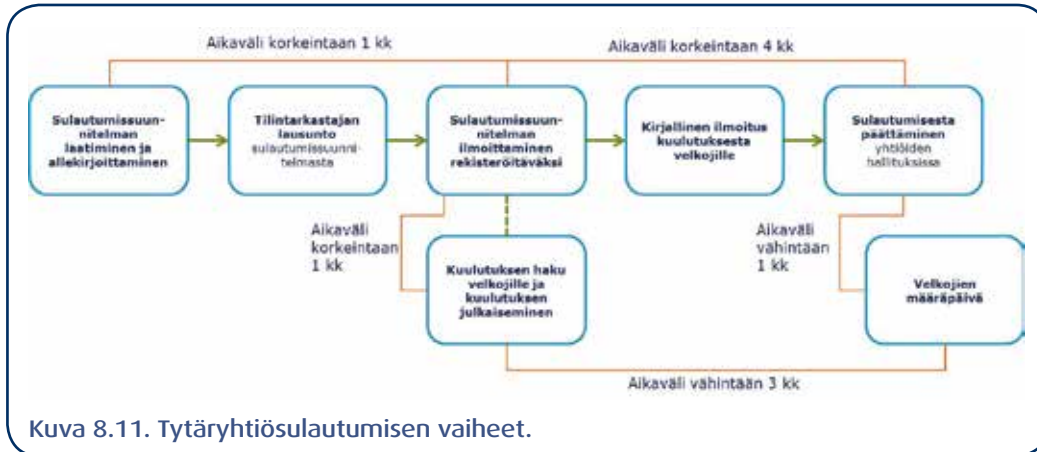 Aikaväli korkeintaan 1 kk
Aikaväli korkeintaan 4 kk
Sulautumissuun-
nitelman
laatiminen ja
allekirjoittaminen
Tilintarkastajan
lausunto
sulautumissuunni-
telmasta
Sulautumissuun-
nitelman
ilmoittaminen
rekisteröitäväksi
Kirjallinen ilmoitus
kuulutuksesta
velkojille
Sulautumisesta
päättäminen
yhtiöiden
hallituksissa
Aikaväli
korkeintaan
1 kk
Kuulutuksen haku
velkojille ja
kuulutuksen
julkaiseminen
Aikaväli
vähintään
1 kk
Velkojien
määräpäivä
Aikaväli vähintään 3 kk
Kuva 8.11. Tytäryhtiösulautumisen vaiheet.